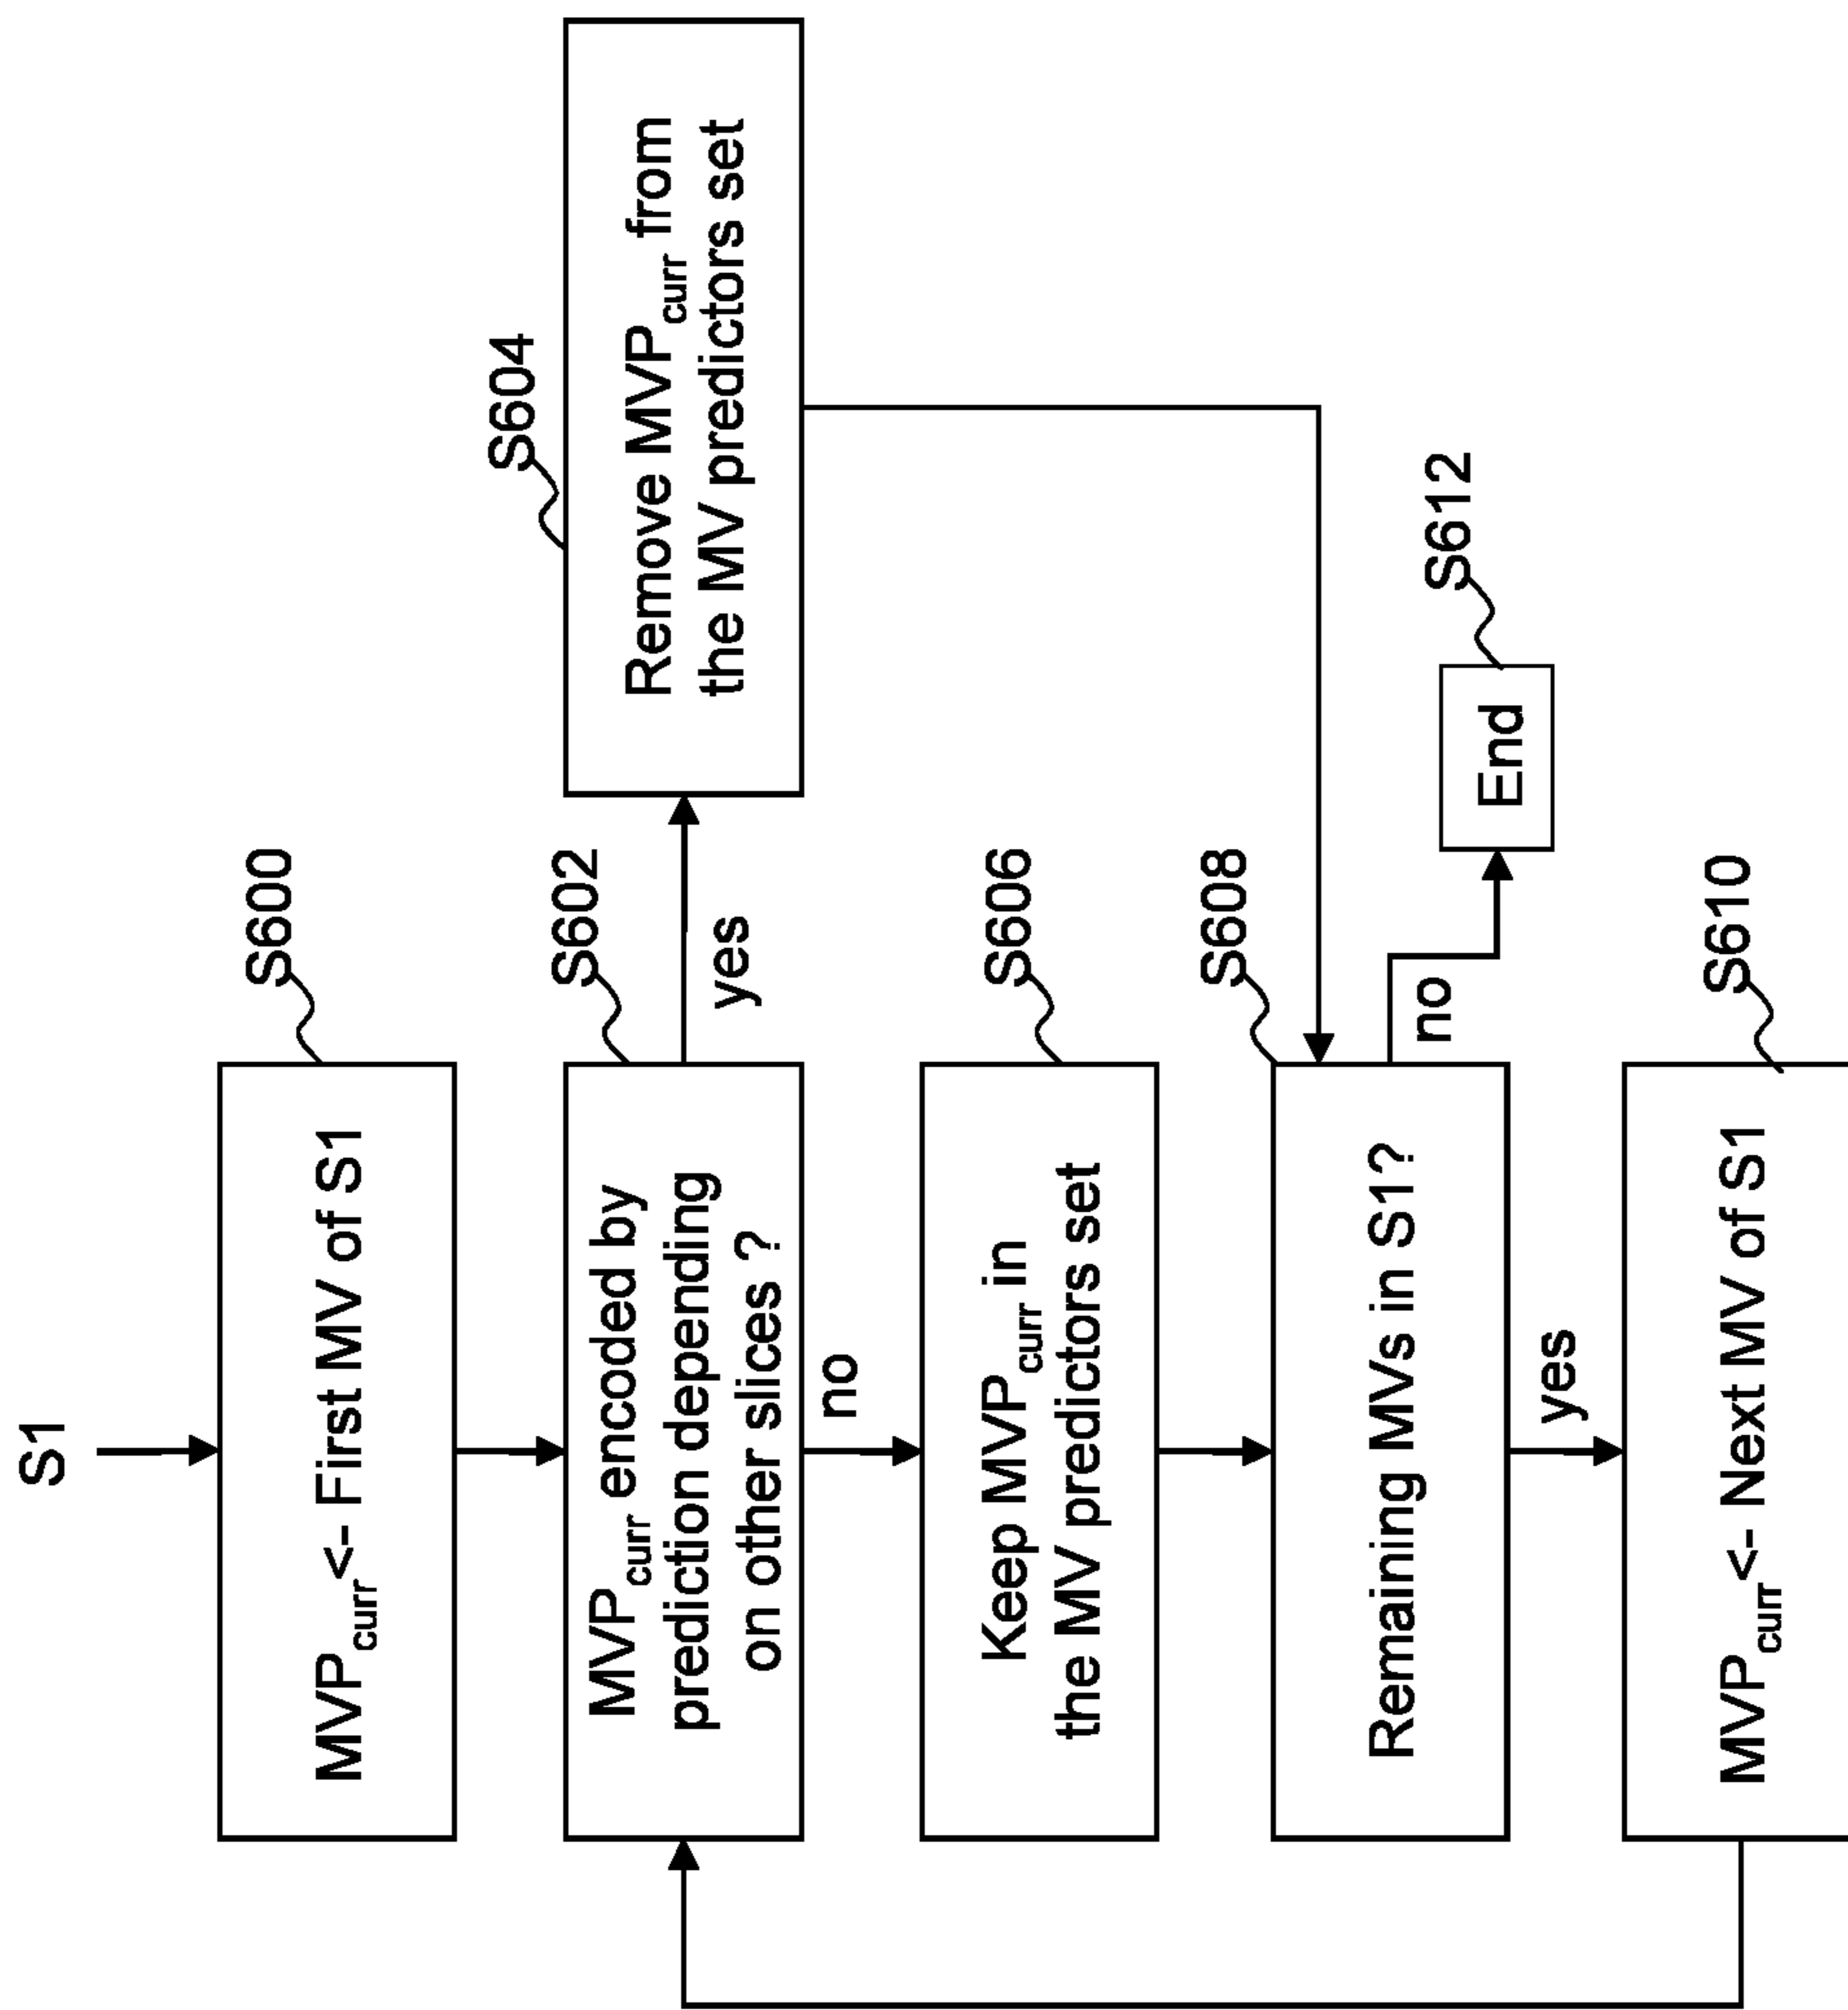 S1
S600
MVPcurr <- First MV of S1
S602
MVPcurr encoded by
prediction depending
on other slices ?
yes
S604
Remove MVPcurr from
the MV predictors set
no
S606
Keep MVPcurr in
the MV predictors set
S608
Remaining MVs in S1?
no
S612
End
yes
S610
MVPcurr <- Next MV of S1